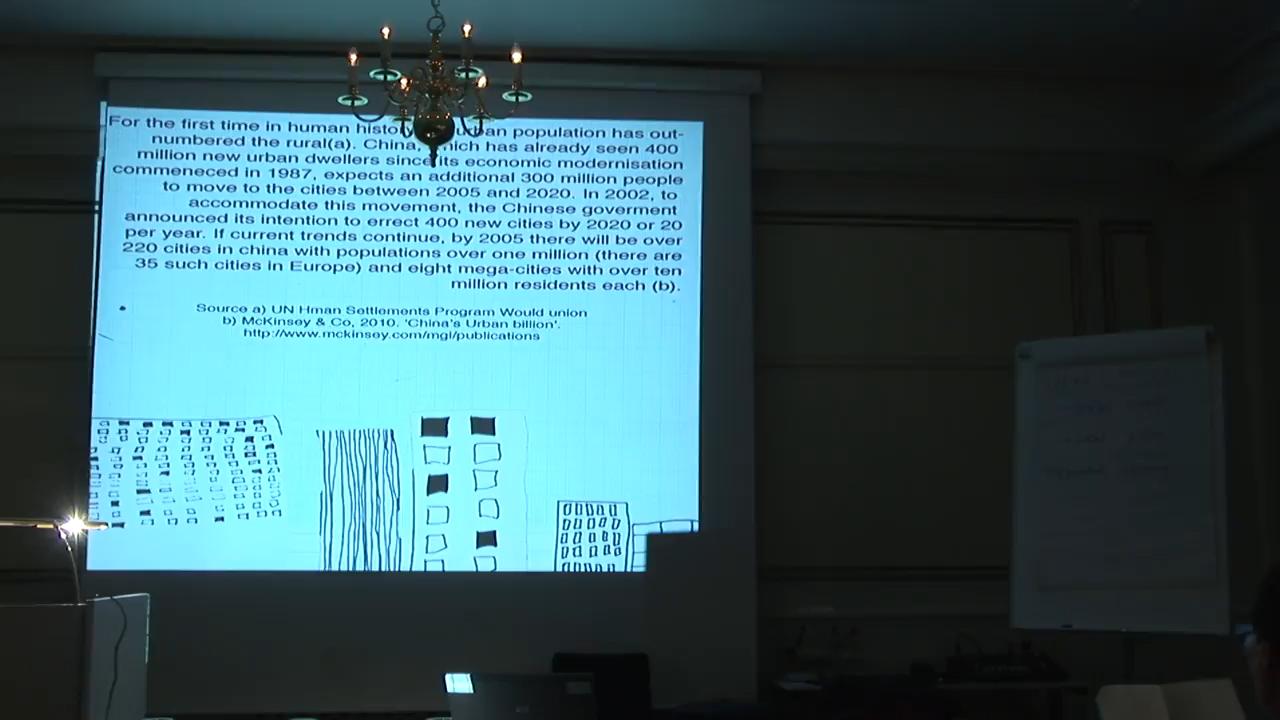 For the first time in human history urban population has out-
numbered the rural(a). China, which has already seen 400
million new urban dwellers since its economic modernisation
commeneced in 1987, expects an additional 300 million people
to move to the cities between 2005 and 2020. In 2002, to
accommodate this movement, the Chinese goverment
announced its intention to errect 400 new cities by 2020 or 20
per year. If current trends continue, by 2005 there will be over
220 cities in china with populations over one million (there are
35 such cities in Europe) and eight mega-cities with over ten
million residents each (b).
Source a) UN Hman Settlements Program Would union
b) McKinsey & Co, 2010. 'China's Urban billion'.
http://www.mckinsey.com/mgl/publications